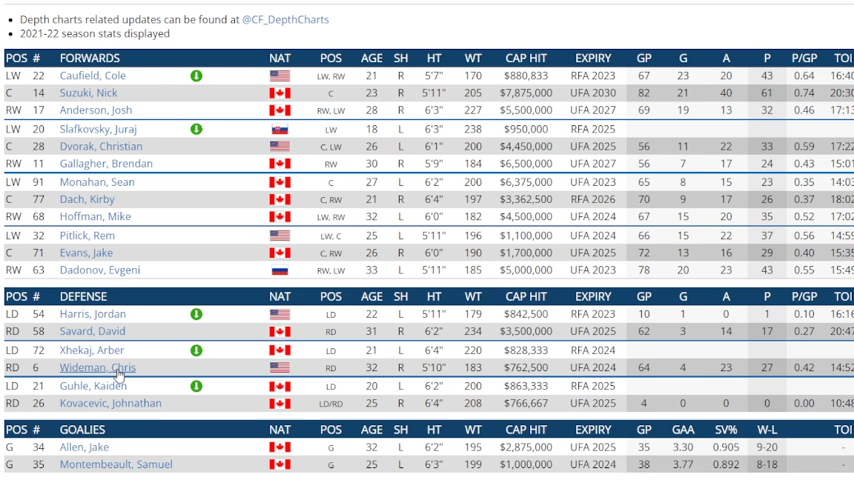 Depth charts related updates can be found at @CF_DepthCharts
2021-22 season stats displayed
POS # FORWARDS NAT POS AGE SH HT WT CAP HIT EXPIRY GP G A P P/GP TOI
LW 22 Caufield, Cole LW, RW 21 R 5'7" 170 $880,833 RFA 2023 67 23 20 43 0.64 16:40
C 14 Suzuki, Nick C 23 R 5'11" 205 $7,875,000 UFA 2030 82 21 40 61 0.74 20:30
RW 17 Anderson, Josh RW, LW 28 R 6'3" 227 $5,500,000 UFA 2027 69 19 13 32 0.46 17:13
LW 20 Slafkovsky, Juraj LW 18 L 6'3" 238 $950,000 RFA 2025
C 28 Dvorak, Christian C, LW 26 L 6'1" 200 $4,450,000 UFA 2025 56 11 22 33 0.59 17:22
RW 11 Gallagher, Brendan RW 30 R 5'9" 184 $6,500,000 UFA 2027 56 7 17 24 0.43 15:01
LW 91 Monahan, Sean C 27 L 6'2" 200 $6,375,000 UFA 2023 65 8 15 23 0.35 14:03
C 77 Dach, Kirby C, RW 21 R 6'4" 197 $3,362,500 RFA 2026 70 9 17 26 0.37 18:02
RW 68 Hoffman, Mike LW, RW 32 L 6'0" 182 $4,500,000 UFA 2024 67 15 20 35 0.52 17:02
LW 32 Pitlick, Rem LW, C 25 L 5'11" 196 $1,100,000 UFA 2024 66 15 22 37 0.56 14:59
C 71 Evans, Jake C, RW 26 R 6'0" 190 $1,700,000 UFA 2025 72 13 16 29 0.40 15:35
RW 63 Dadonov, Evgeni RW, LW 33 L 5'11" 185 $5,000,000 UFA 2023 78 20 23 43 0.55 15:49
POS # DEFENSE NAT POS AGE SH HT WT CAP HIT EXPIRY GP G A P P/GP TOI
LD 54 Harris, Jordan LD 22 L 5'11" 179 $842,500 RFA 2023 10 1 0 1 0.10 16:16
RD 58 Savard, David RD 31 R 6'2" 234 $3,500,000 UFA 2025 62 3 14 17 0.27 20:47
LD 72 Xhekaj, Arber LD 21 L 6'4" 220 $828,333 RFA 2024
RD 6 Wideman, Chris RD 32 R 5'10" 183 $762,500 UFA 2024 64 4 23 27 0.42 14:52
LD 21 Guhle, Kaiden LD 20 L 6'2" 200 $863,333 RFA 2025
RD 26 Kovacevic, Johnathan LD/RD 25 R 6'4" 208 $766,667 UFA 2025 4 0 0 0 0.00 10:48
POS # GOALIES NAT POS AGE SH HT WT CAP HIT EXPIRY GP GAA SV% W-L TOI
G 34 Allen, Jake G 32 L 6'2" 195 $2,875,000 UFA 2025 35 3.30 0.905 9-20 -
G 35 Montembeault, Samuel G 25 L 6'3" 199 $1,000,000 UFA 2024 38 3.77 0.892 8-18 -